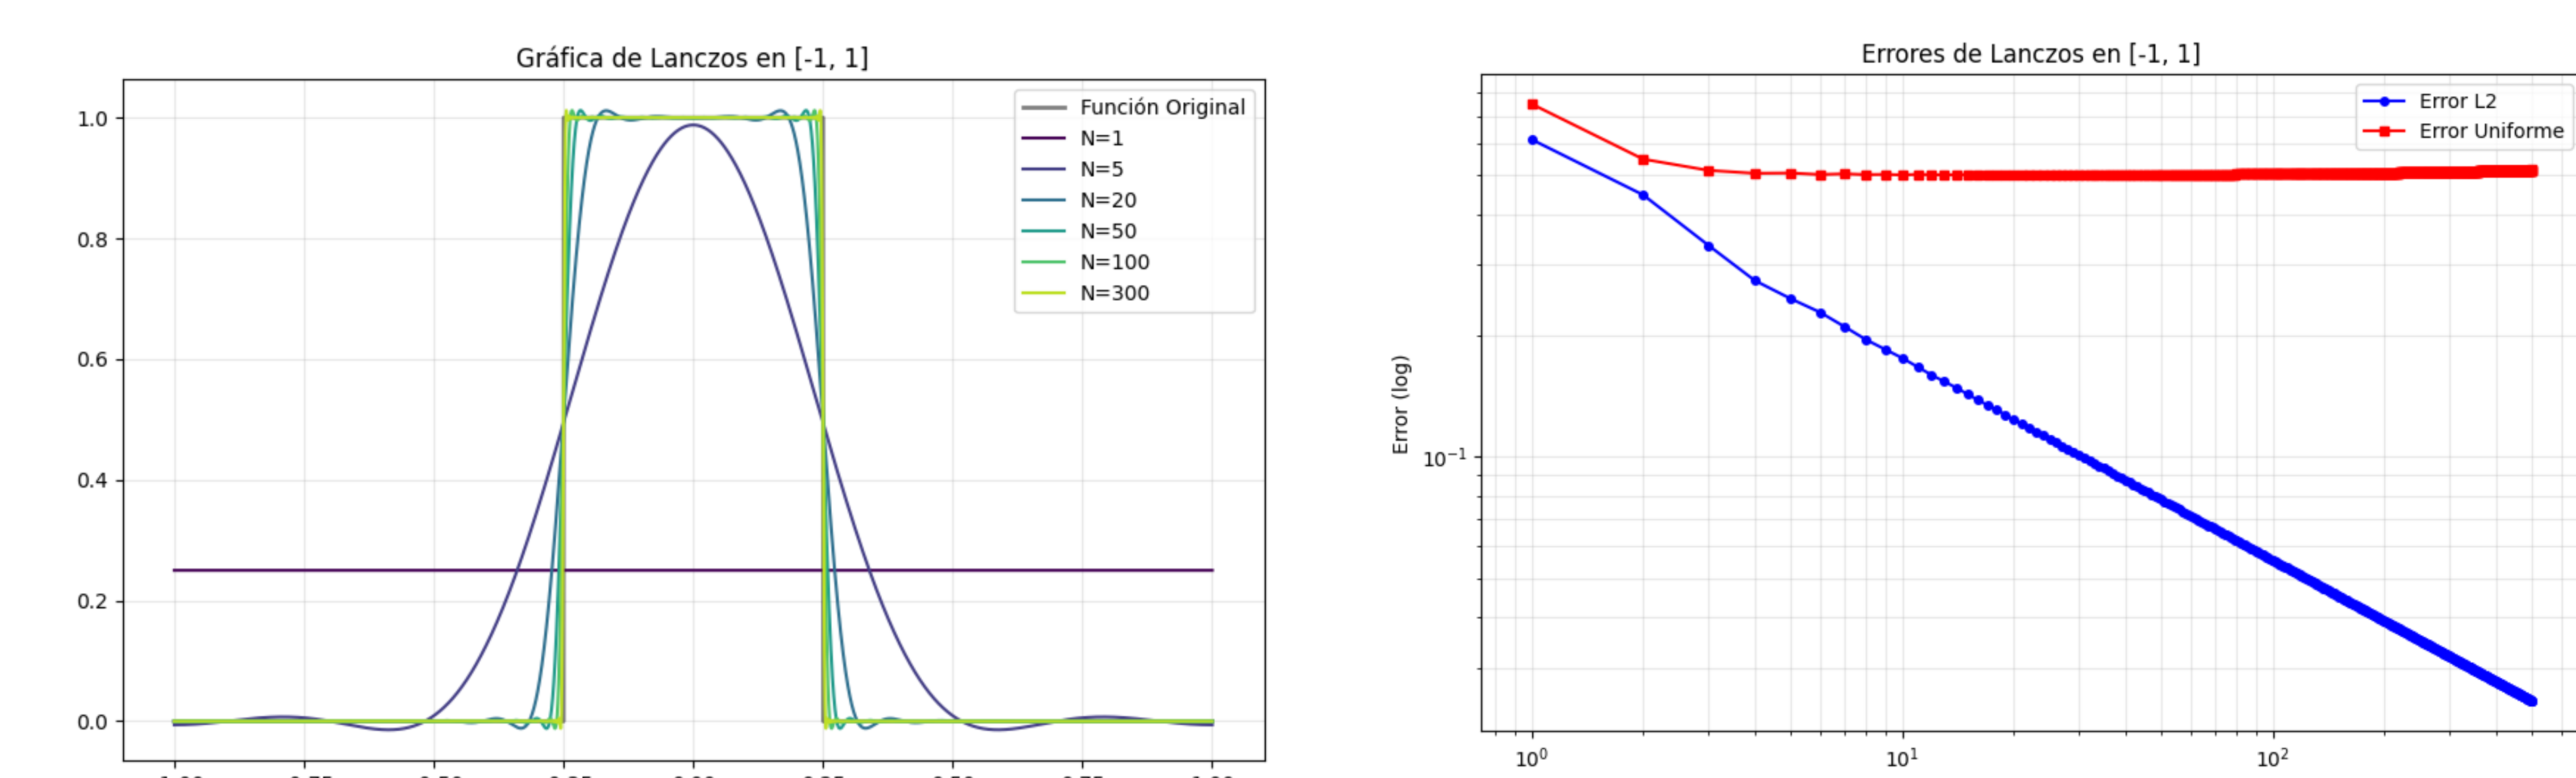 Gráfica de Lanczos en [-1, 1]
1.0
0.8
0.6
0.4
0.2
0.0
Función Original
N=1
N=5
N=20
N=50
N=100
N=300
Errores de Lanczos en [-1, 1]
Error (log)
10⁻¹
10⁰
10¹
10²
Error L2
Error Uniforme